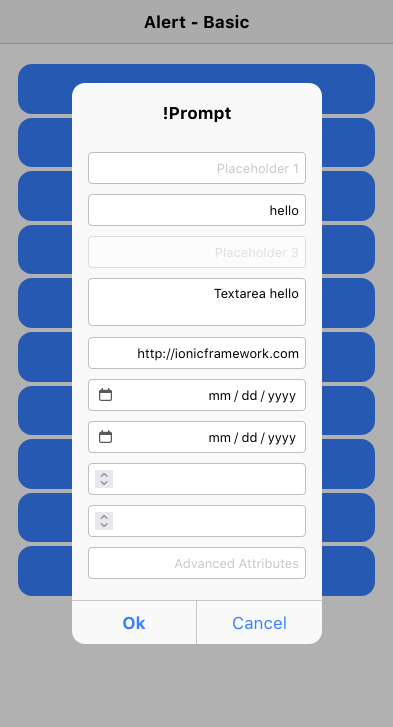 Alert - Basic
!Prompt
Placeholder 1
hello
Placeholder 3
Textarea hello
http://ionicframework.com
mm / dd / yyyy
mm / dd / yyyy
Advanced Attributes
Ok
Cancel